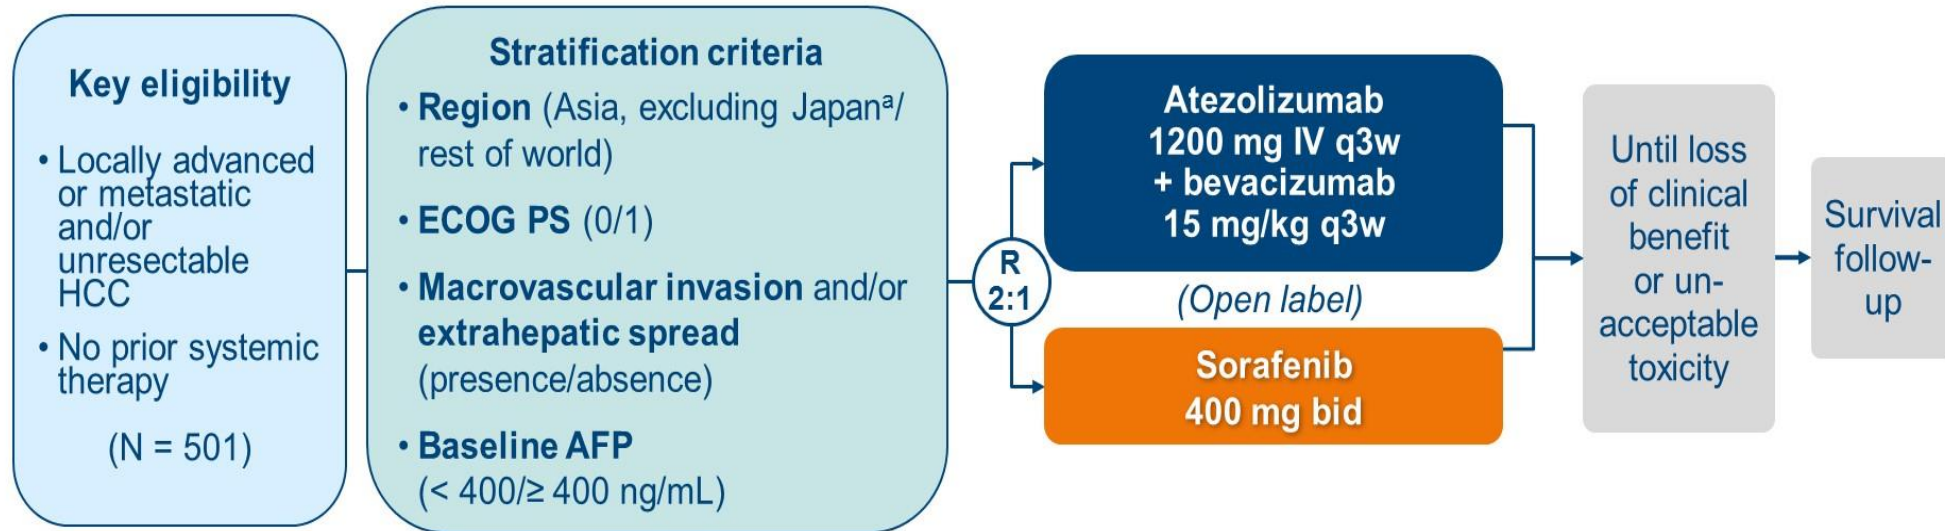 Key eligibility
• Locally advanced
or metastatic
and/or
unresectable
HCC
• No prior systemic
therapy
(N = 501)
Stratification criteria
• Region (Asia, excluding Japanᵃ/
rest of world)
• ECOG PS (0/1)
• Macrovascular invasion and/or
extrahepatic spread
(presence/absence)
• Baseline AFP
(< 400/≥ 400 ng/mL)
R
2:1
Atezolizumab
1200 mg IV q3w
+ bevacizumab
15 mg/kg q3w
(Open label)
Sorafenib
400 mg bid
Until loss
of clinical
benefit
or un-
acceptable
toxicity
Survival
follow-
up